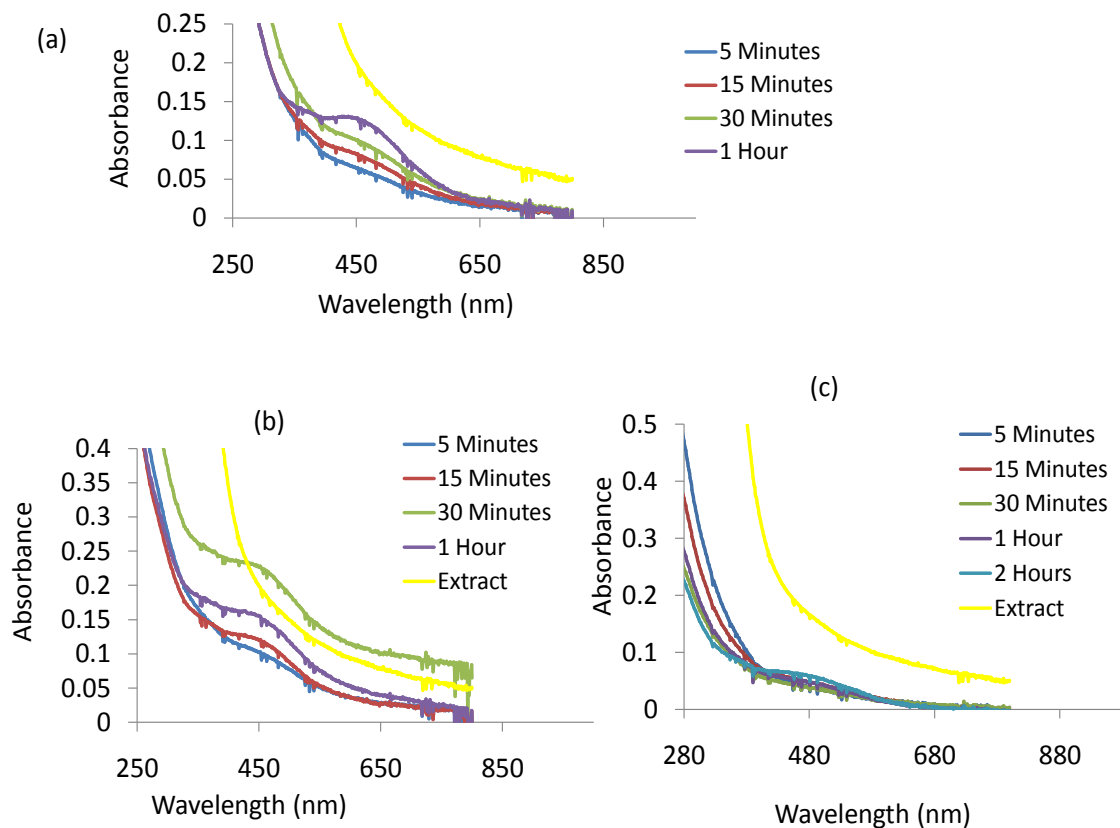 (a)
Absorbance
0.25
0.2
0.15
0.1
0.05
0
250
450
650
850
Wavelength (nm)
5 Minutes
15 Minutes
30 Minutes
1 Hour
(b)
Absorbance
0.4
0.35
0.3
0.25
0.2
0.15
0.1
0.05
0
250
450
650
850
Wavelength (nm)
5 Minutes
15 Minutes
30 Minutes
1 Hour
Extract
(c)
Absorbance
0.5
0.4
0.3
0.2
0.1
0
280
480
680
880
Wavelength (nm)
5 Minutes
15 Minutes
30 Minutes
1 Hour
2 Hours
Extract